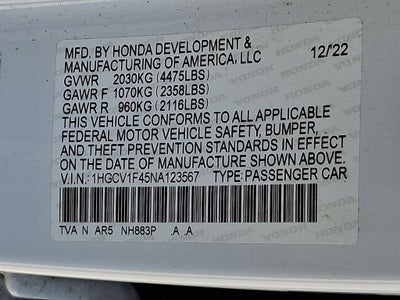 MFD. BY HONDA DEVELOPMENT &
MANUFACTURING OF AMERICA, LLC 12/22
GVWR 2030KG (4475LBS)
GAWR F 1070KG (2358LBS)
GAWR R 960KG (2116LBS)
THIS VEHICLE CONFORMS TO ALL APPLICABLE
FEDERAL MOTOR VEHICLE SAFETY, BUMPER,
AND THEFT PREVENTION STANDARDS IN EFFECT
ON THE DATE OF MANUFACTURE SHOWN ABOVE.
V.I.N.: 1HGCV1F45NA123567 TYPE: PASSENGER CAR
TVA N AR5 NH883P .A .A